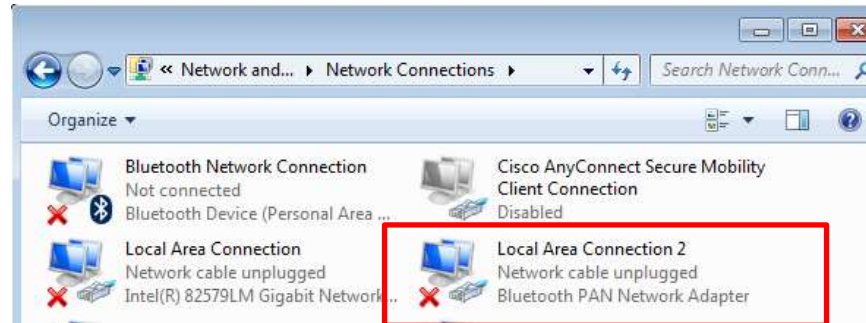 « Network and... ▸ Network Connections ▸
Search Network Conn...
Organize
Bluetooth Network Connection
Not connected
Bluetooth Device (Personal Area ...
Cisco AnyConnect Secure Mobility
Client Connection
Disabled
Local Area Connection
Network cable unplugged
Intel(R) 82579LM Gigabit Network...
Local Area Connection 2
Network cable unplugged
Bluetooth PAN Network Adapter